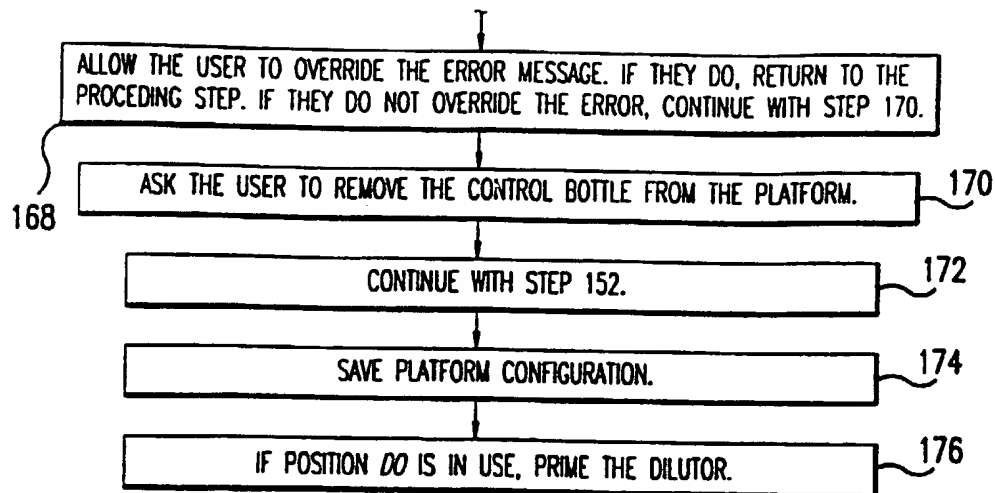 ALLOW THE USER TO OVERRIDE THE ERROR MESSAGE. IF THEY DO, RETURN TO THE
PROCEDING STEP. IF THEY DO NOT OVERRIDE THE ERROR, CONTINUE WITH STEP 170.
168
ASK THE USER TO REMOVE THE CONTROL BOTTLE FROM THE PLATFORM.
170
CONTINUE WITH STEP 152.
172
SAVE PLATFORM CONFIGURATION.
174
IF POSITION DO IS IN USE, PRIME THE DILUTOR.
176